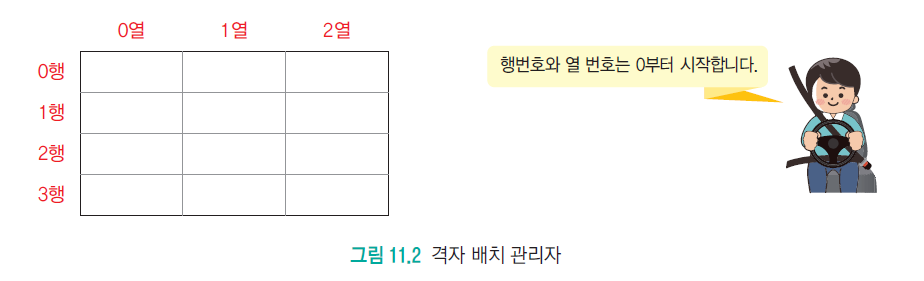 0열 1열 2열
0행
1행
2행
3행
행번호와 열 번호는 0부터 시작합니다.
그림 11.2 격자 배치 관리자